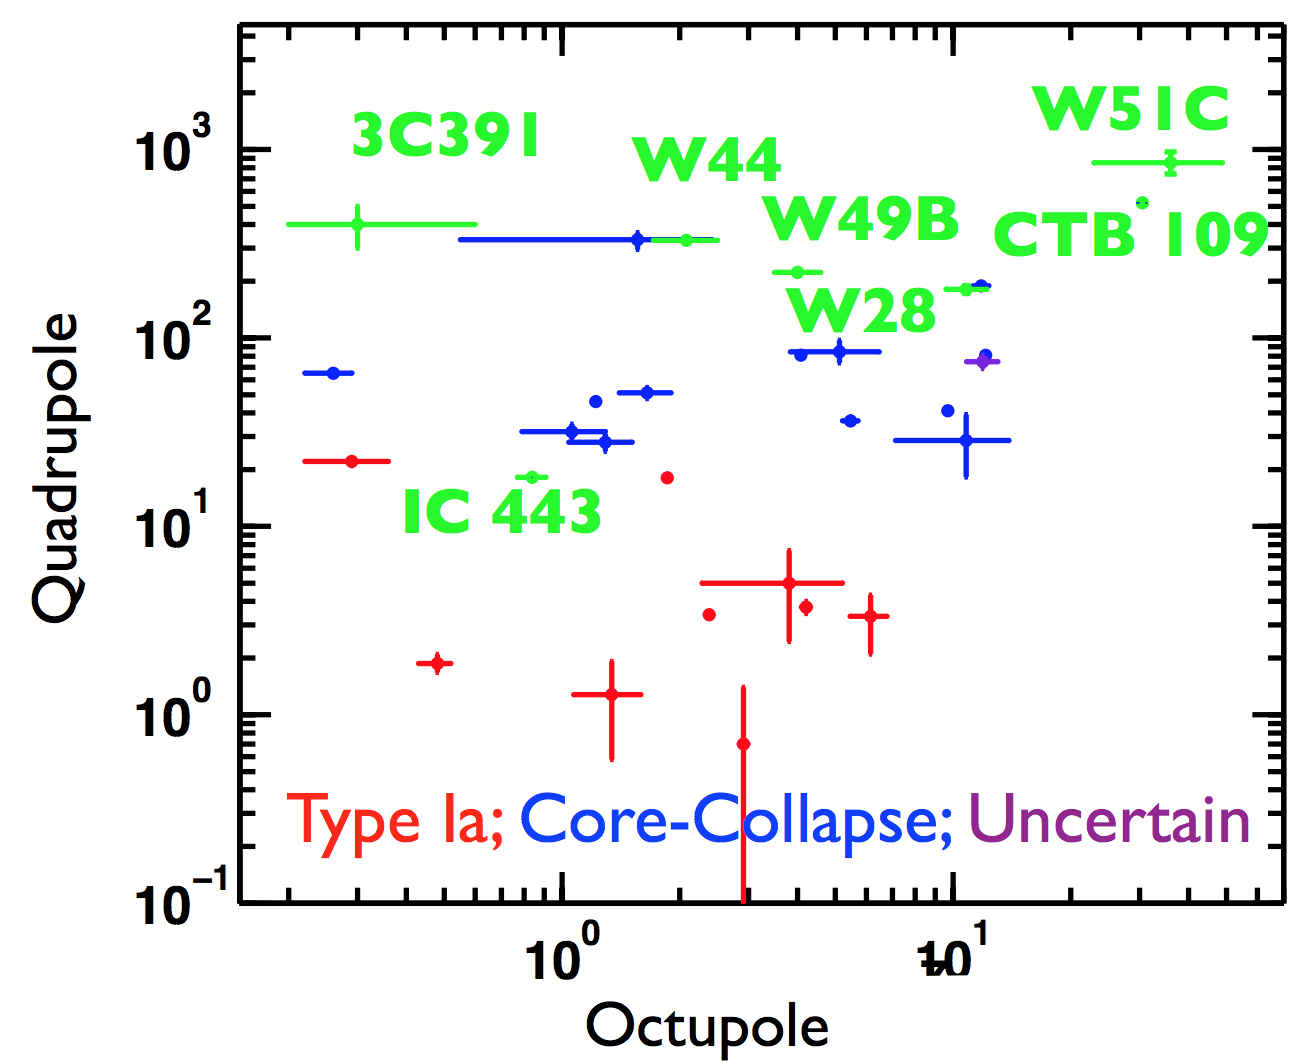 W51C
3C391
W44
W49B
CTB 109
W28
IC 443
Type Ia; Core-Collapse; Uncertain
10³
10²
10¹
10⁰
10⁻¹
Quadrupole
10⁰
10¹
Octupole